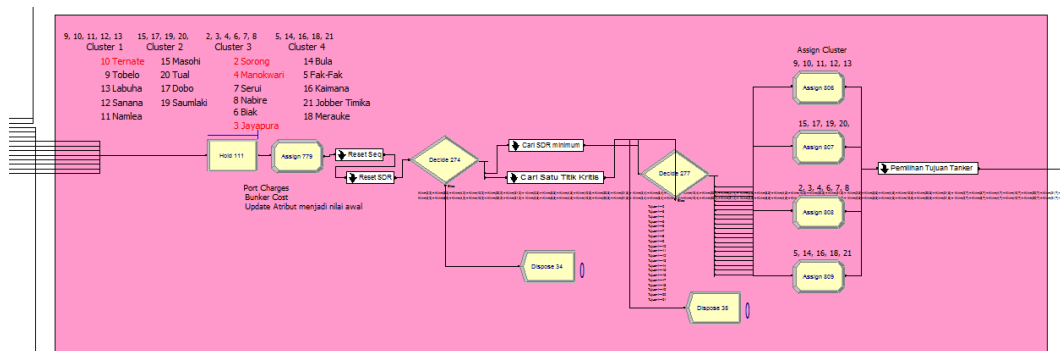 9, 10, 11, 12, 13
15, 17, 19, 20,
2, 3, 4, 6, 7, 8
5, 14, 16, 18, 21
Cluster 1
Cluster 2
Cluster 3
Cluster 4
10 Ternate
15 Masohi
2 Sorong
14 Bula
9 Tobelo
20 Tual
4 Manokwari
5 Fak-Fak
13 Labuha
17 Dobo
7 Serui
16 Kaimana
12 Sanana
19 Saumlaki
8 Nabire
21 Jobber Timika
11 Namlea
6 Biak
18 Merauke
3 Jayapura
Hold 111
Assign 779
Reset Seq
Reset SDR
Port Charges
Bunker Cost
Update Atribut menjadi nilai awal
Decide 274
Cari SDR minimum
Cari Satu Titik Kritis
Dispose 34
Decide 277
Dispose 35
Assign Cluster
9, 10, 11, 12, 13
Assign 806
15, 17, 19, 20,
Assign 807
2, 3, 4, 6, 7, 8
Assign 808
5, 14, 16, 18, 21
Assign 809
Pemilihan Tujuan Tanker